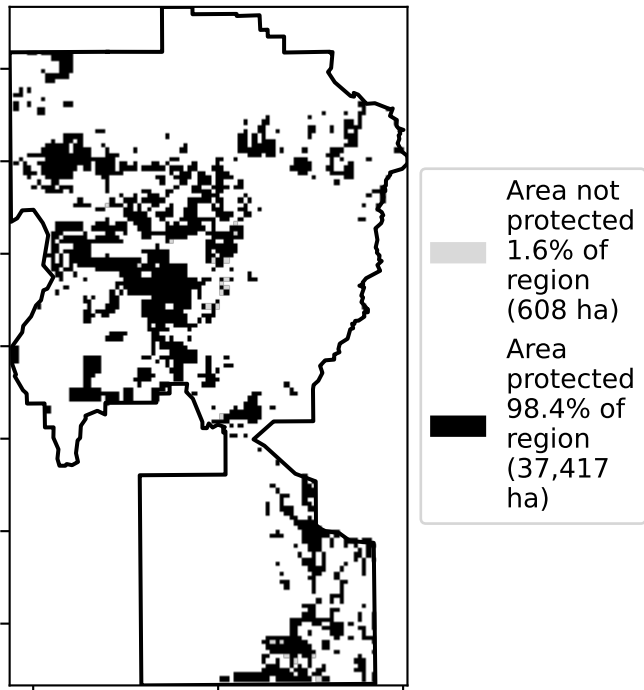 Area not
protected
1.6% of
region
(608 ha)
Area
protected
98.4% of
region
(37,417
ha)